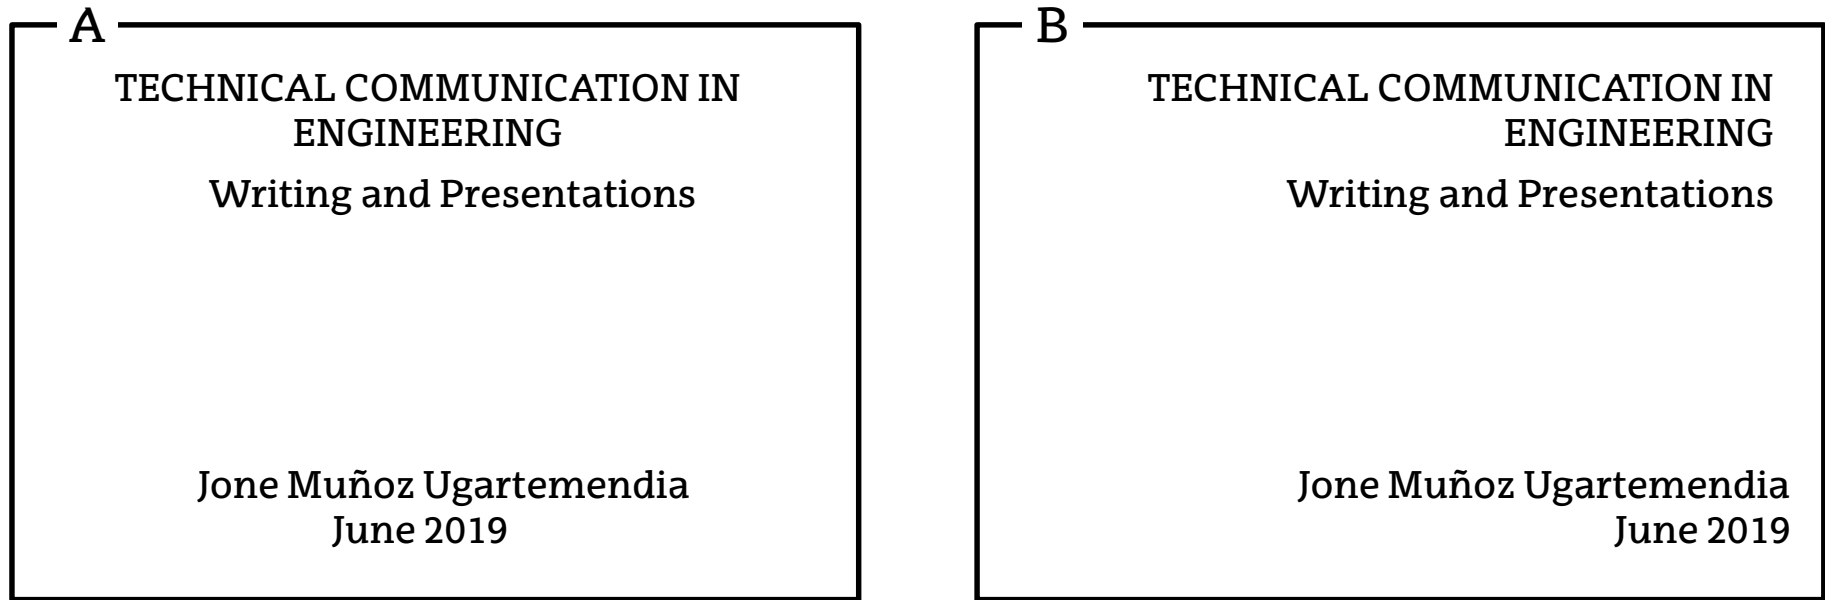 A
TECHNICAL COMMUNICATION IN
ENGINEERING
Writing and Presentations
Jone Muñoz Ugartemendia
June 2019
B
TECHNICAL COMMUNICATION IN
ENGINEERING
Writing and Presentations
Jone Muñoz Ugartemendia
June 2019